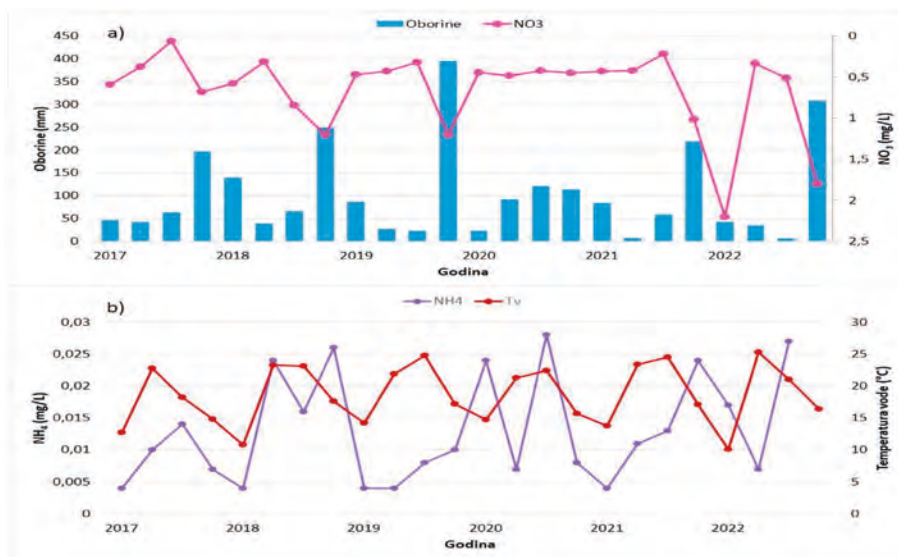 Oborine NO3
a)
Oborine (mm)
450
400
350
300
250
200
150
100
50
0
NO₃ (mg/L)
0
0,5
1
1,5
2
2,5
2017 2018 2019 2020 2021 2022
Godina
b)
NH4 Tv
NH₄ (mg/L)
0,03
0,025
0,02
0,015
0,01
0,005
0
Temperatura vode (°C)
30
25
20
15
10
5
0
2017 2018 2019 2020 2021 2022
Godina